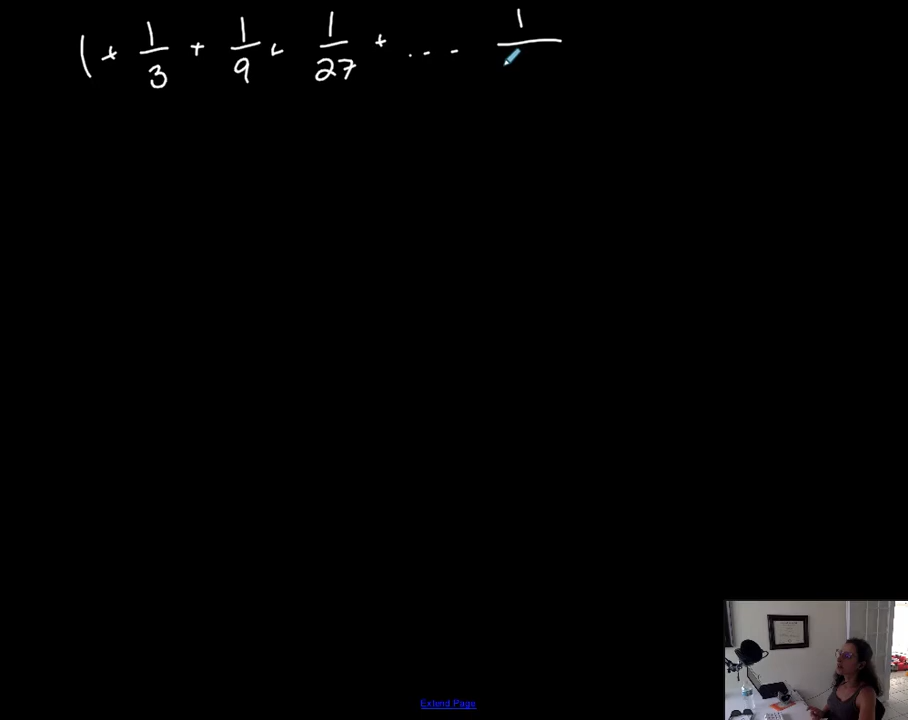 1 + 1/3 + 1/9 + 1/27 + ... 1/
Extend Page